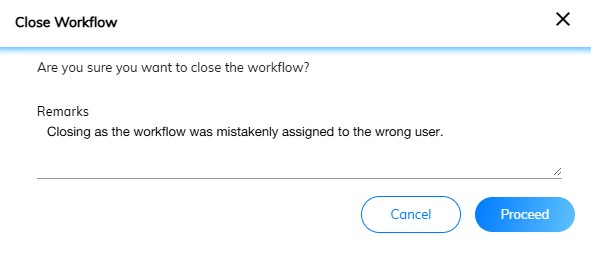 Close Workflow
Are you sure you want to close the workflow?
Remarks
Closing as the workflow was mistakenly assigned to the wrong user.
Cancel Proceed